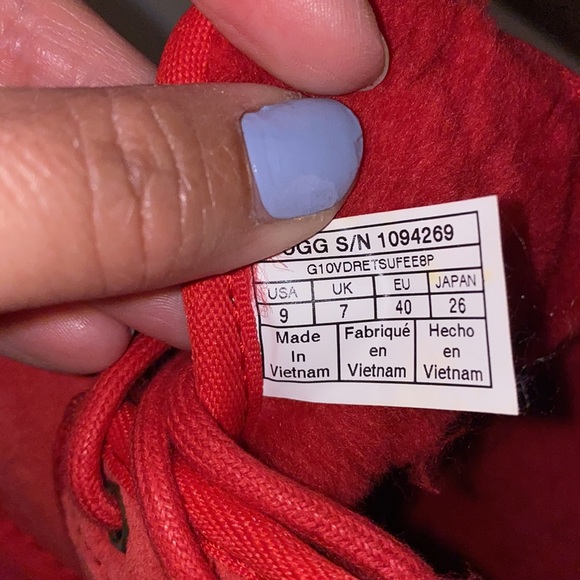 UGG S/N 1094269
G10VDRETSUFEE8P
USA UK EU JAPAN
9 7 40 26
Made Fabriqué Hecho
In en en
Vietnam Vietnam Vietnam